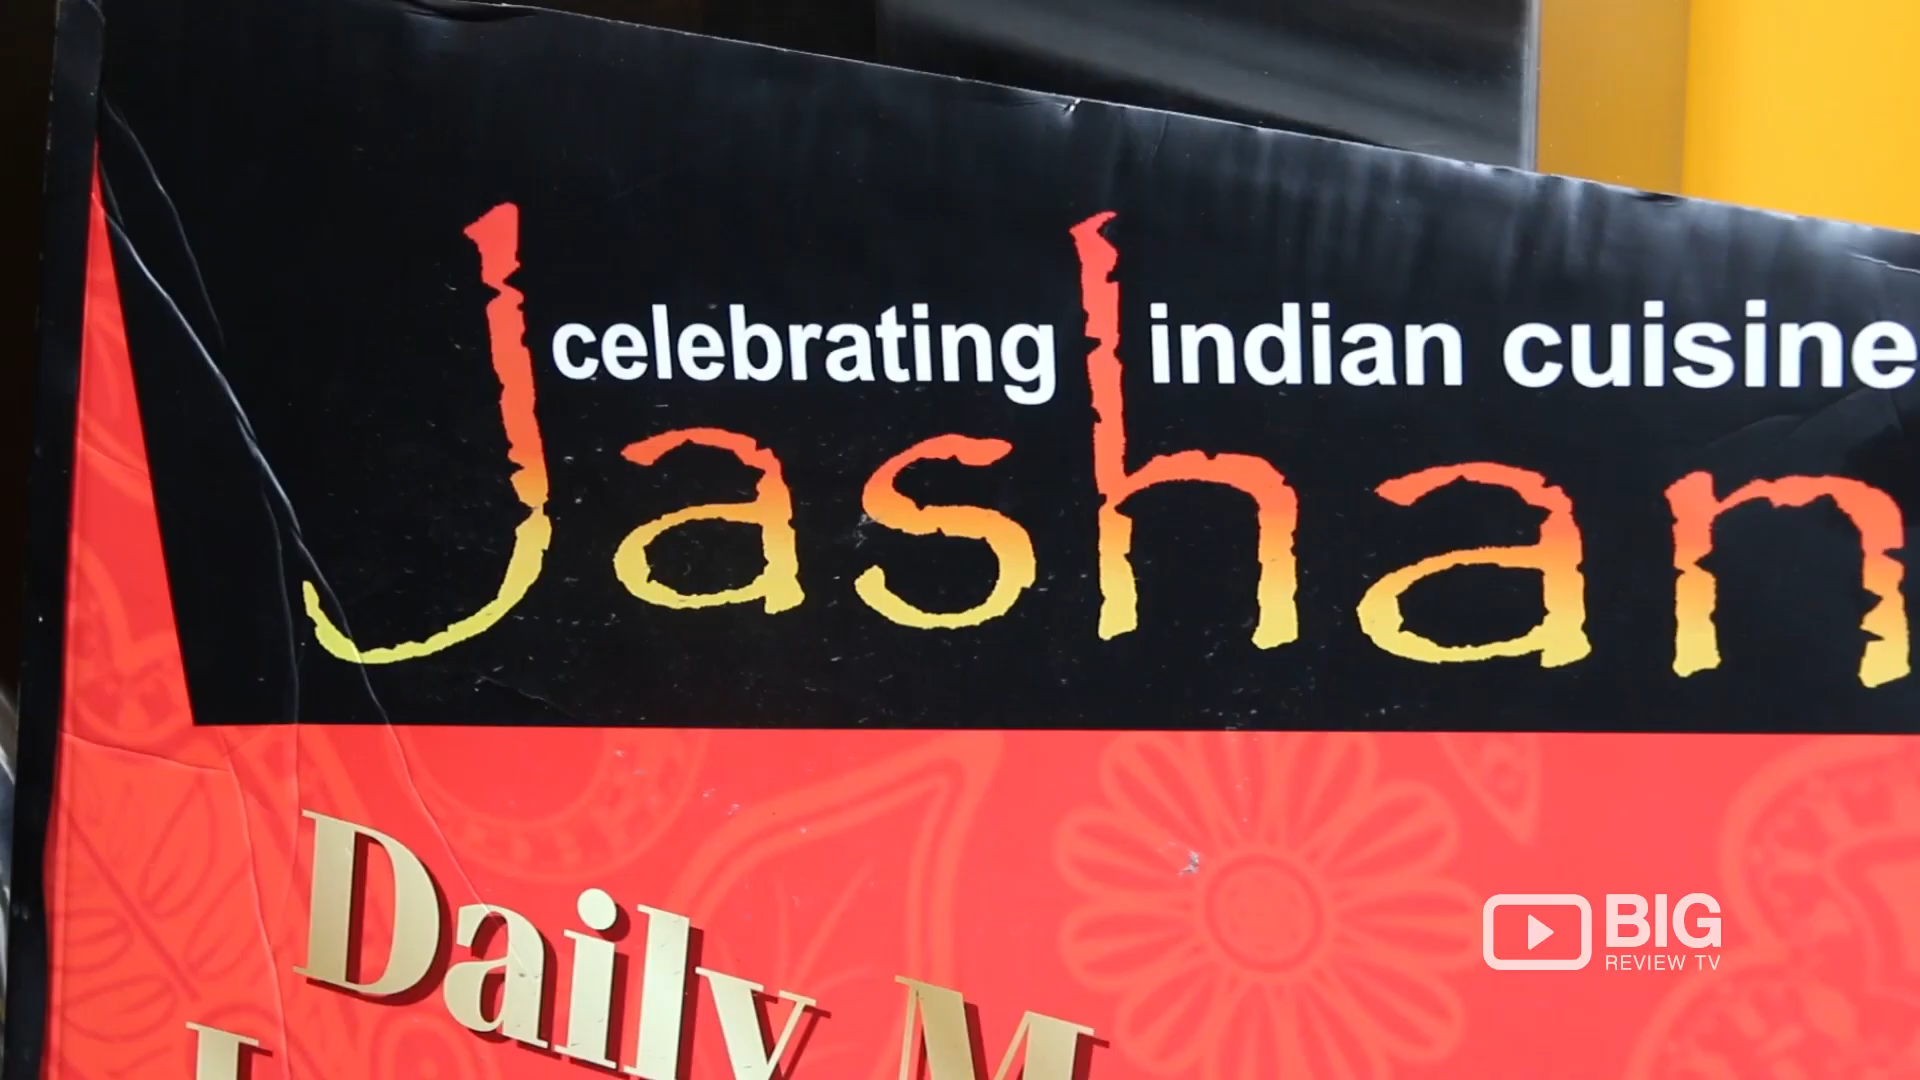 celebrating indian cuisine
Jashan
Daily
BIG
REVIEW TV